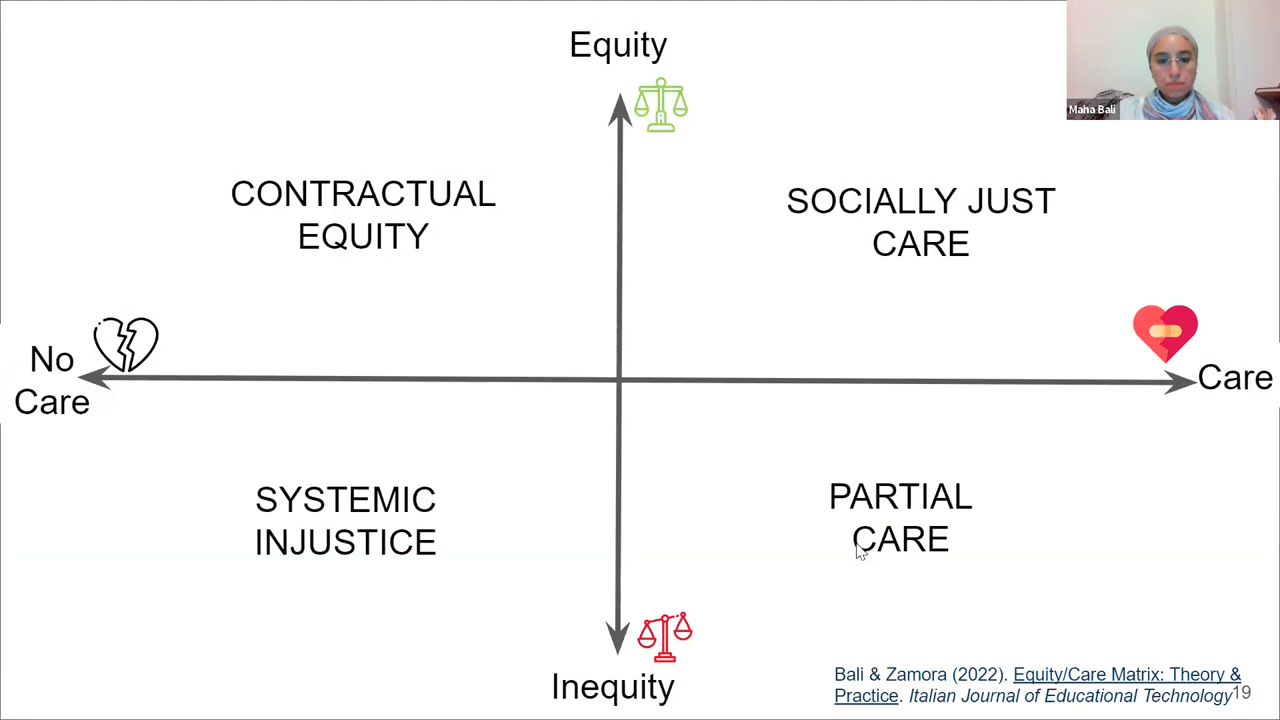 Equity
Maha Bali
CONTRACTUAL
EQUITY
SOCIALLY JUST
CARE
No
Care
Care
SYSTEMIC
INJUSTICE
PARTIAL
CARE
Inequity
Bali & Zamora (2022). Equity/Care Matrix: Theory &
Practice. Italian Journal of Educational Technology
19